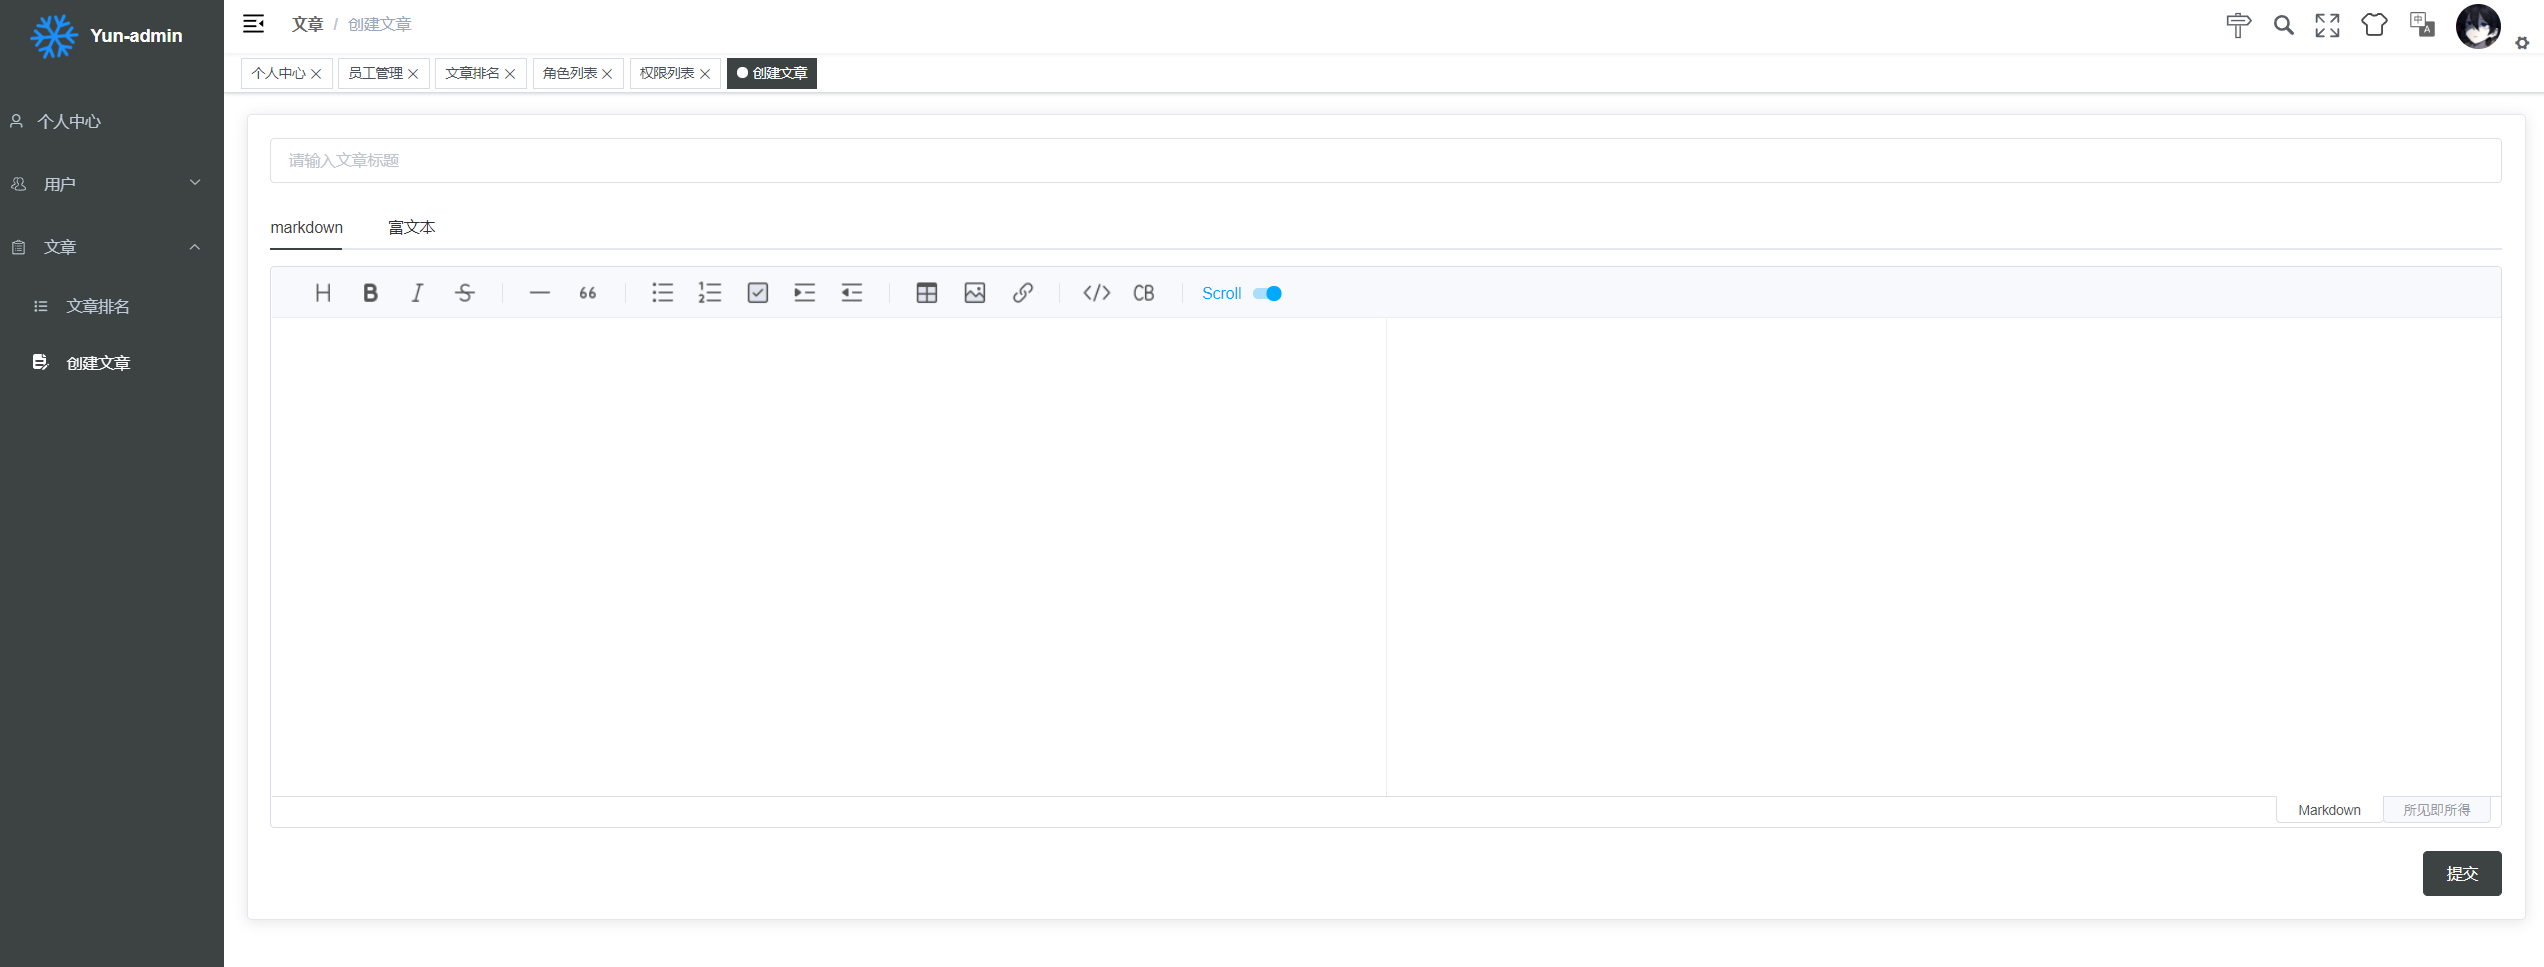 Yun-admin
个人中心
用户
文章
文章排名
创建文章
文章 / 创建文章
中 A
个人中心 员工管理 文章排名 角色列表 权限列表 创建文章
请输入文章标题
markdown 富文本
H B I S — 66 </> CB Scroll
Markdown 所见即所得
提交